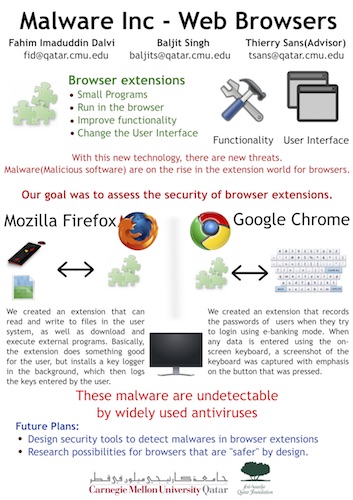 Malware Inc - Web Browsers
Fahim Imaduddin Dalvi Baljit Singh Thierry Sans(Advisor)
fid@qatar.cmu.edu baljits@qatar.cmu.edu tsans@qatar.cmu.edu
Browser extensions
• Small Programs
• Run in the browser
• Improve functionality
• Change the User Interface
Functionality User Interface
With this new technology, there are new threats.
Malware(Malicious software) are on the rise in the extension world for browsers.
Our goal was to assess the security of browser extensions.
Mozilla Firefox
We created an extension that can
read and write to files in the user
system, as well as download and
execute external programs. Basically,
the extension does something good
for the user, but installs a key logger
in the background, which then logs
the keys entered by the user.
Google Chrome
We created an extension that records
the passwords of users when they try
to login using e-banking mode. When
any data is entered using the on-
screen keyboard, a screenshot of the
keyboard was captured with emphasis
on the button that was pressed.
These malware are undetectable
by widely used antiviruses
Future Plans:
• Design security tools to detect malwares in browser extensions
• Research possibilities for browsers that are "safer" by design.
جامعة كارنيجي ميلور في قطر
Carnegie Mellon University Qatar
Qatar Foundation